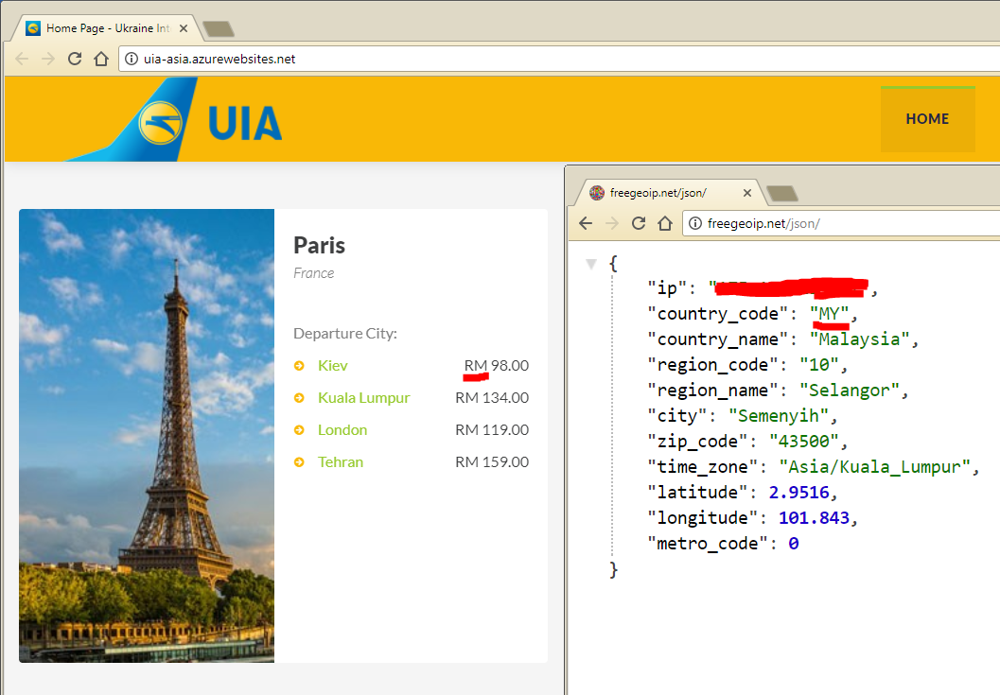 Home Page - Ukraine Int
uia-asia.azurewebsites.net
UIA
HOME
Paris
France
Departure City:
Kiev RM 98.00
Kuala Lumpur RM 134.00
London RM 119.00
Tehran RM 159.00
freegeoip.net/json/
freegeoip.net/json/
{
"ip": " ,
"country_code": "MY",
"country_name": "Malaysia",
"region_code": "10",
"region_name": "Selangor",
"city": "Semenyih",
"zip_code": "43500",
"time_zone": "Asia/Kuala_Lumpur",
"latitude": 2.9516,
"longitude": 101.843,
"metro_code": 0
}